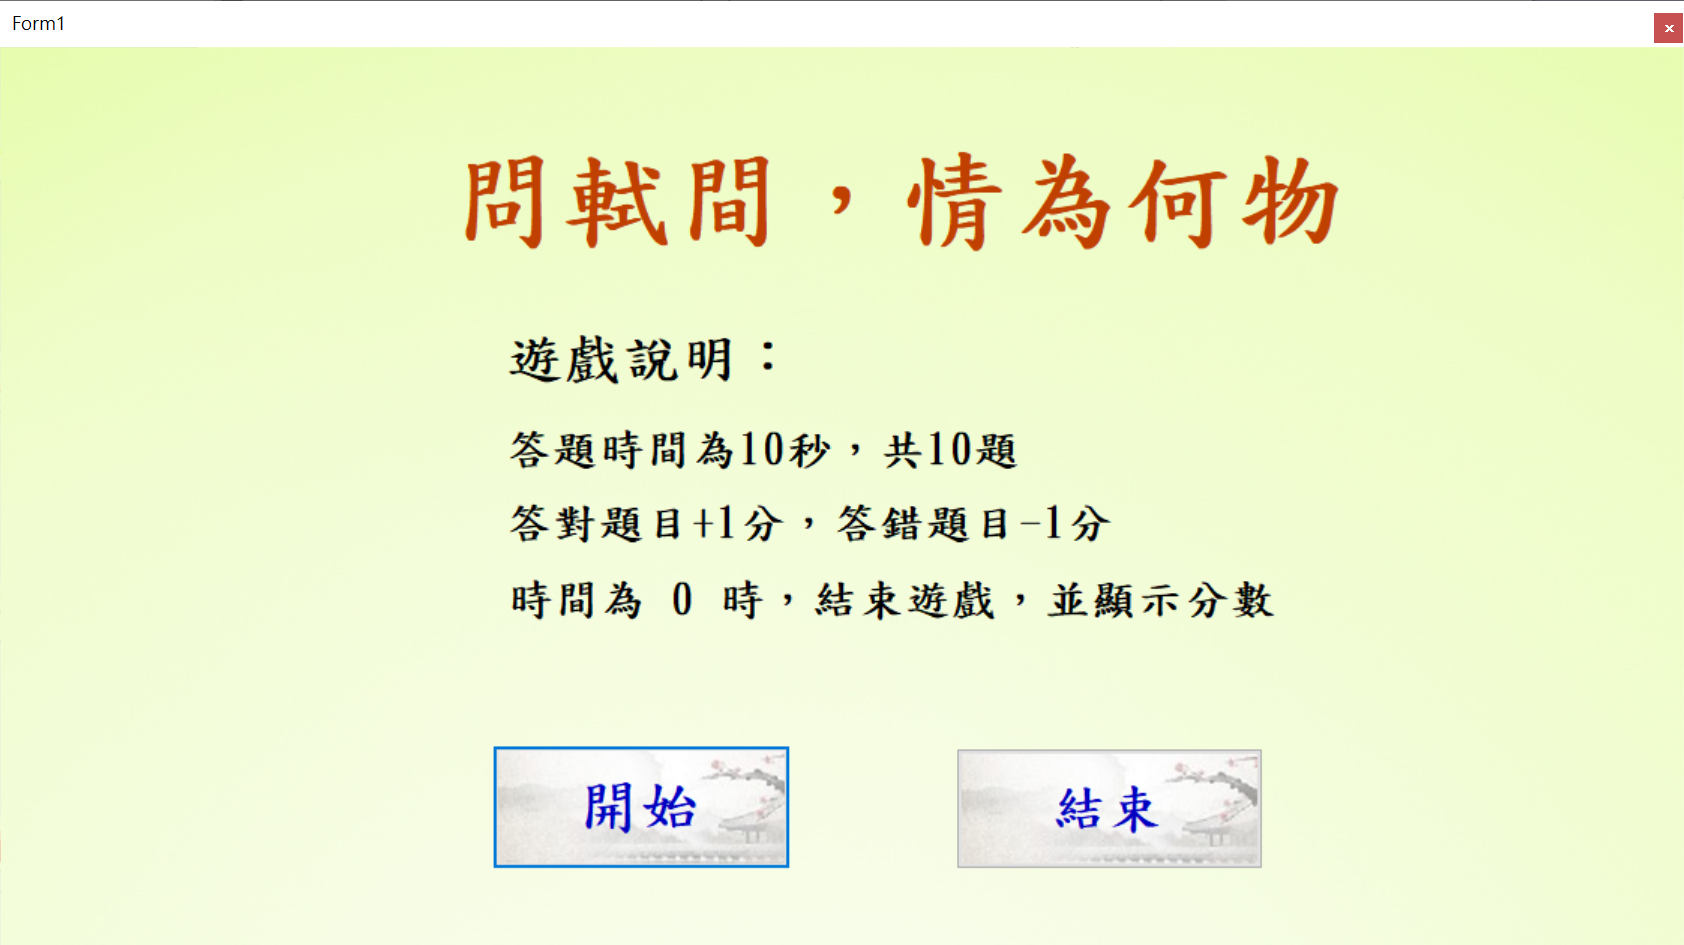 Form1
問軾間，情為何物
遊戲說明：
答題時間為10秒，共10題
答對題目+1分，答錯題目-1分
時間為 0 時，結束遊戲，並顯示分數
開始
結束